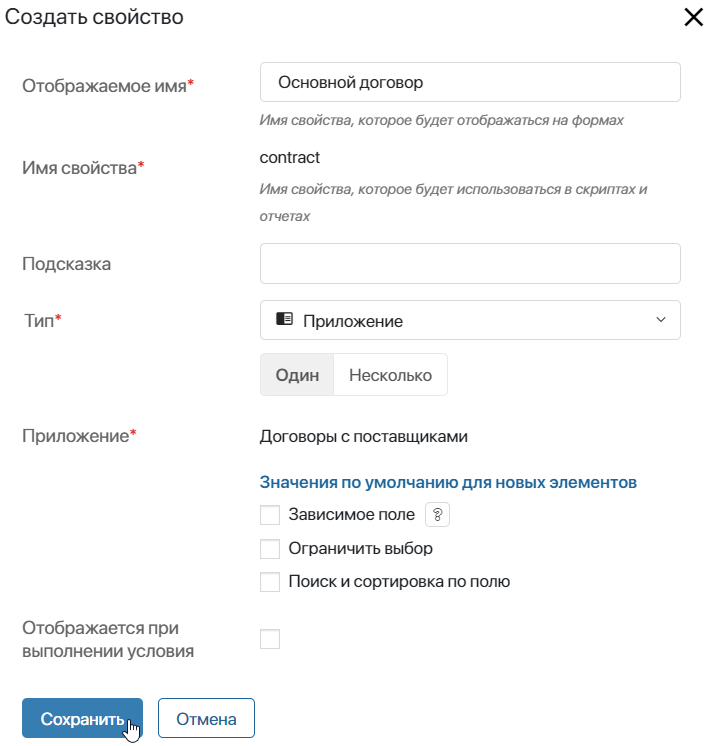 Создать свойство
Отображаемое имя*
Основной договор
Имя свойства, которое будет отображаться на формах
Имя свойства*
contract
Имя свойства, которое будет использоваться в скриптах и
отчетах
Подсказка
Тип*
Приложение
Один
Несколько
Приложение*
Договоры с поставщиками
Значения по умолчанию для новых элементов
Зависимое поле ?
Ограничить выбор
Поиск и сортировка по полю
Отображается при
выполнении условия
Сохранить
Отмена